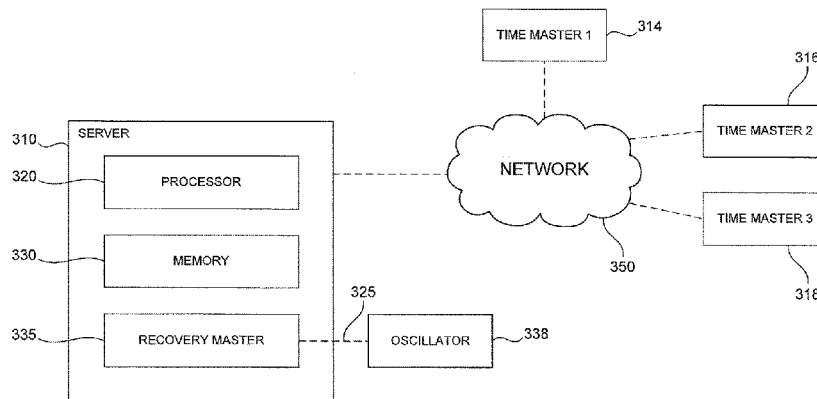 TIME MASTER 1
314
316
310
SERVER
TIME MASTER 2
320
PROCESSOR
NETWORK
TIME MASTER 3
330
MEMORY
350
318
325
335
RECOVERY MASTER
OSCILLATOR
338